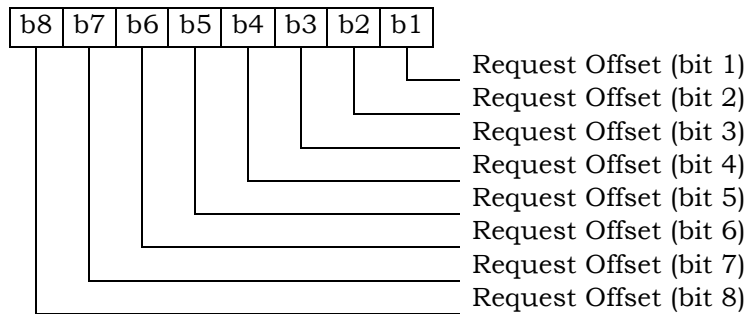 b8 b7 b6 b5 b4 b3 b2 b1
Request Offset (bit 1)
Request Offset (bit 2)
Request Offset (bit 3)
Request Offset (bit 4)
Request Offset (bit 5)
Request Offset (bit 6)
Request Offset (bit 7)
Request Offset (bit 8)